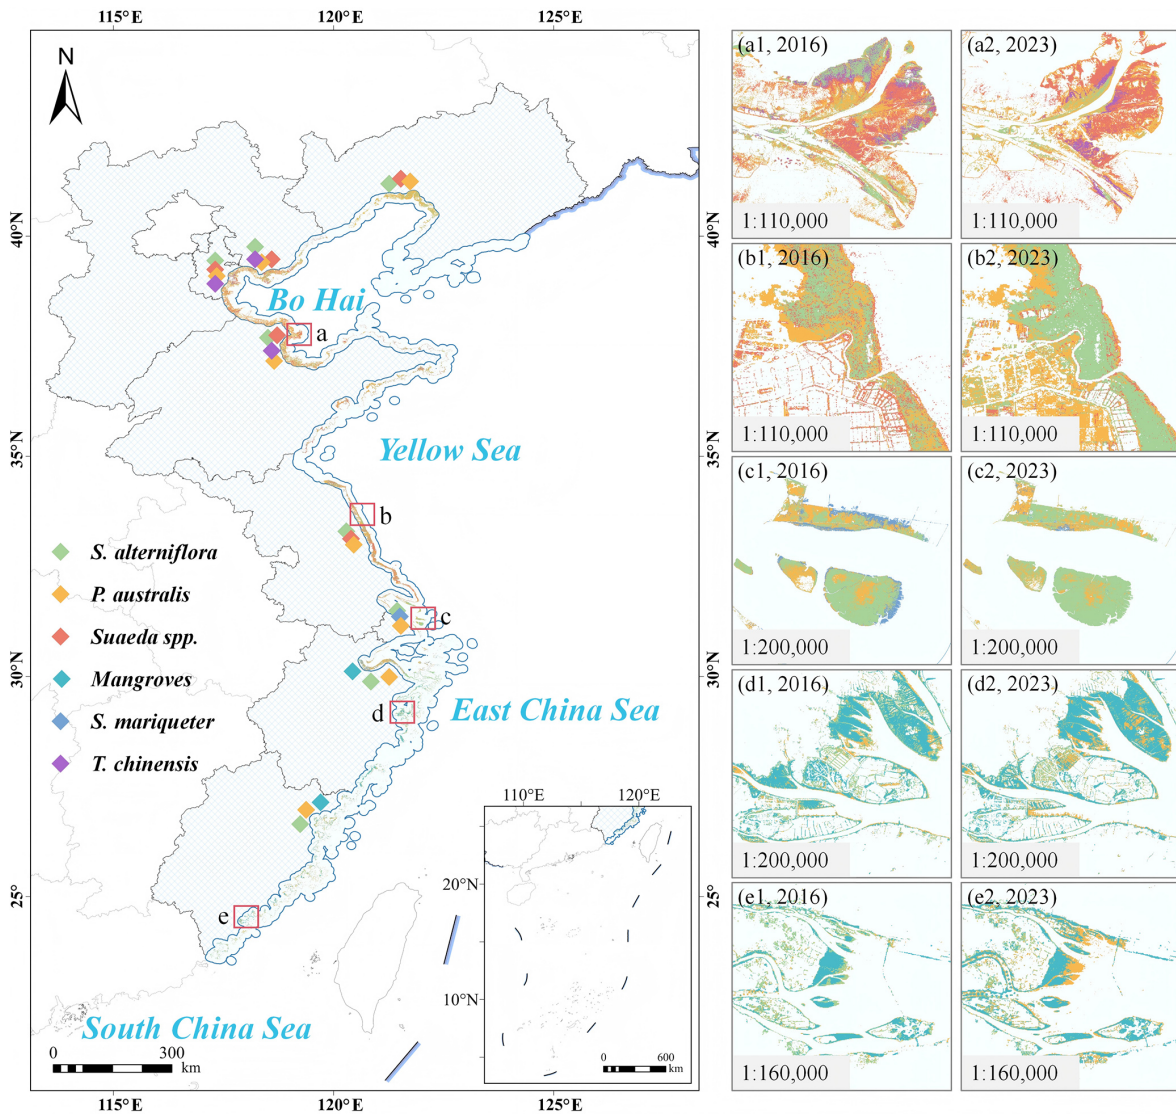 115°E
120°E
125°E
N
40°N
40°N
Bo Hai
a
35°N
35°N
Yellow Sea
b
S. alterniflora
P. australis
Suaeda spp.
Mangroves
S. mariqueter
T. chinensis
c
30°N
30°N
East China Sea
d
110°E
120°E
20°N
10°N
25°
25°
e
South China Sea
0
300
km
0
600
km
115°E
120°E
125°E
(a1, 2016)
1:110,000
(a2, 2023)
1:110,000
(b1, 2016)
1:110,000
(b2, 2023)
1:110,000
(c1, 2016)
1:200,000
(c2, 2023)
1:200,000
(d1, 2016)
1:200,000
(d2, 2023)
1:200,000
(e1, 2016)
1:160,000
(e2, 2023)
1:160,000